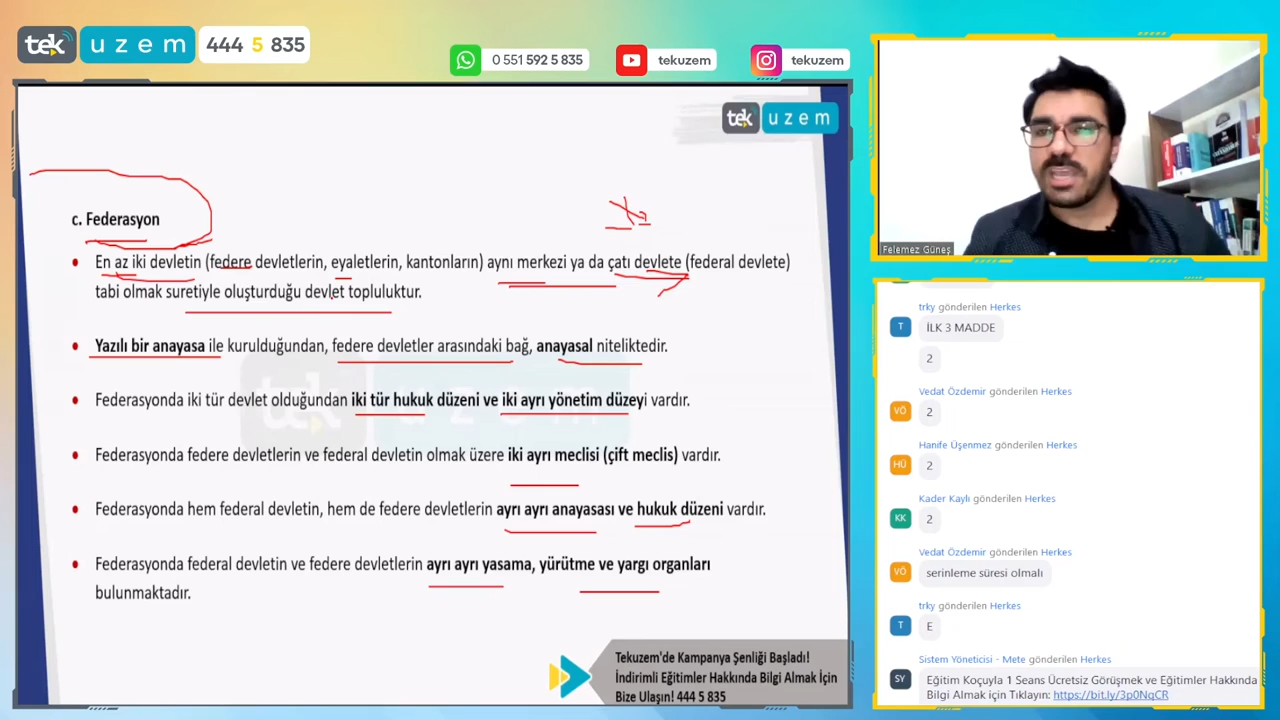 tek uzem 444 5 835
0 551 592 5 835
tekuzem
tekuzem
tek uzem
c. Federasyon
• En az iki devletin (federe devletlerin, eyaletlerin, kantonların) aynı merkezi ya da çatı devlete (federal devlete)
tabi olmak suretiyle oluşturduğu devlet topluluktur.
• Yazılı bir anayasa ile kurulduğundan, federe devletler arasındaki bağ, anayasal niteliktedir.
• Federasyonda iki tür devlet olduğundan iki tür hukuk düzeni ve iki ayrı yönetim düzeyi vardır.
• Federasyonda federe devletlerin ve federal devletin olmak üzere iki ayrı meclisi (çift meclis) vardır.
• Federasyonda hem federal devletin, hem de federe devletlerin ayrı ayrı anayasası ve hukuk düzeni vardır.
• Federasyonda federal devletin ve federe devletlerin ayrı ayrı yasama, yürütme ve yargı organları
bulunmaktadır.
Tekuzem'de Kampanya Şenliği Başladı!
İndirimli Eğitimler Hakkında Bilgi Almak İçin
Bize Ulaşın! 444 5 835
Felemez Güneş
trky gönderilen Herkes
T İLK 3 MADDE
2
Vedat Özdemir gönderilen Herkes
VÖ 2
Hanife Üşenmez gönderilen Herkes
HÜ 2
Kader Kaylı gönderilen Herkes
KK 2
Vedat Özdemir gönderilen Herkes
VÖ serinleme süresi olmalı
trky gönderilen Herkes
T E
Sistem Yöneticisi - Mete gönderilen Herkes
SY Eğitim Koçuyla 1 Seans Ücretsiz Görüşmek ve Eğitimler Hakkında
Bilgi Almak için Tıklayın: https://bit.ly/3p0NqCR